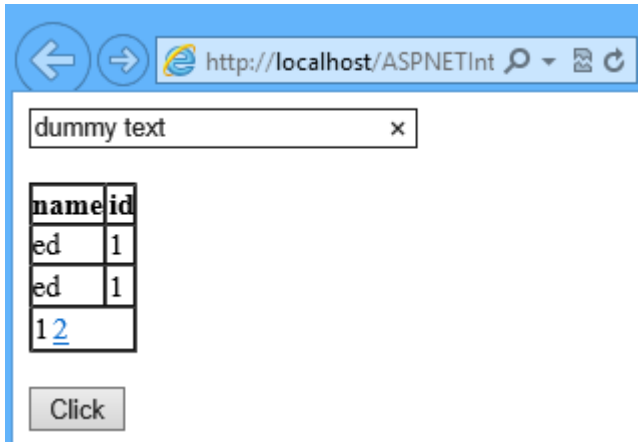 http://localhost/ASPNETInt
dummy text
name id
ed 1
ed 1
1 2
Click